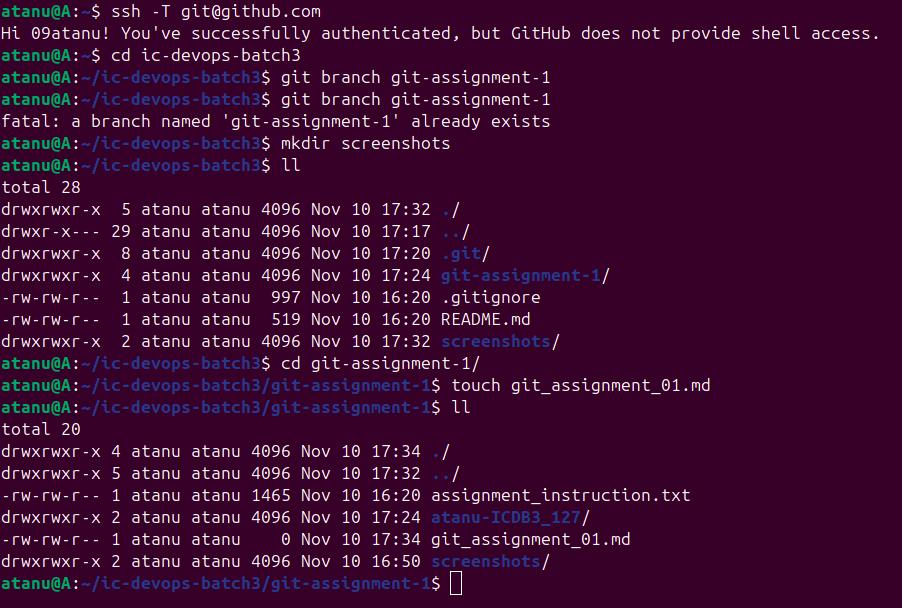 atanu@A:~$ ssh -T git@github.com
Hi 09atanu! You've successfully authenticated, but GitHub does not provide shell access.
atanu@A:~$ cd ic-devops-batch3
atanu@A:~/ic-devops-batch3$ git branch git-assignment-1
atanu@A:~/ic-devops-batch3$ git branch git-assignment-1
fatal: a branch named 'git-assignment-1' already exists
atanu@A:~/ic-devops-batch3$ mkdir screenshots
atanu@A:~/ic-devops-batch3$ ll
total 28
drwxrwxr-x  5 atanu atanu 4096 Nov 10 17:32 ./
drwxr-x--- 29 atanu atanu 4096 Nov 10 17:17 ../
drwxrwxr-x  8 atanu atanu 4096 Nov 10 17:20 .git/
drwxrwxr-x  4 atanu atanu 4096 Nov 10 17:24 git-assignment-1/
-rw-rw-r--  1 atanu atanu  997 Nov 10 16:20 .gitignore
-rw-rw-r--  1 atanu atanu  519 Nov 10 16:20 README.md
drwxrwxr-x  2 atanu atanu 4096 Nov 10 17:32 screenshots/
atanu@A:~/ic-devops-batch3$ cd git-assignment-1/
atanu@A:~/ic-devops-batch3/git-assignment-1$ touch git_assignment_01.md
atanu@A:~/ic-devops-batch3/git-assignment-1$ ll
total 20
drwxrwxr-x 4 atanu atanu 4096 Nov 10 17:34 ./
drwxrwxr-x 5 atanu atanu 4096 Nov 10 17:32 ../
-rw-rw-r-- 1 atanu atanu 1465 Nov 10 16:20 assignment_instruction.txt
drwxrwxr-x 2 atanu atanu 4096 Nov 10 17:24 atanu-ICDB3_127/
-rw-rw-r-- 1 atanu atanu    0 Nov 10 17:34 git_assignment_01.md
drwxrwxr-x 2 atanu atanu 4096 Nov 10 16:50 screenshots/
atanu@A:~/ic-devops-batch3/git-assignment-1$